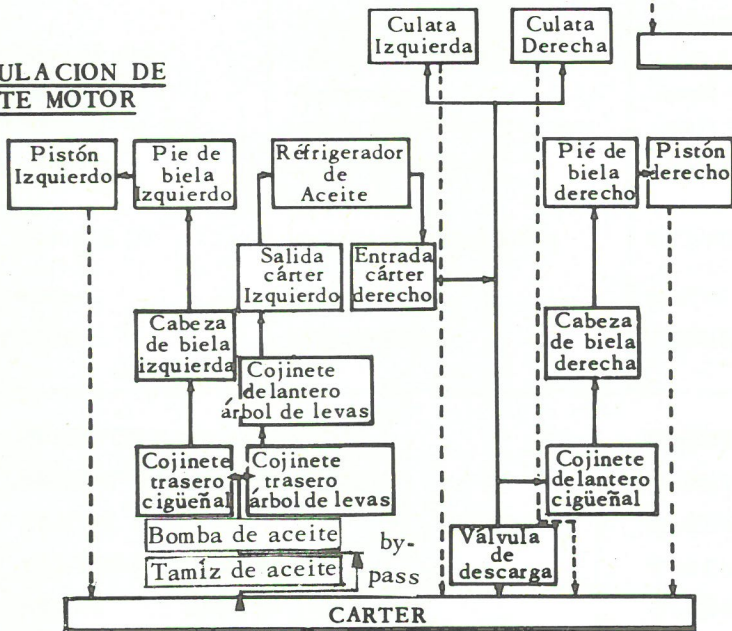 Culata
Izquierda
Culata
Derecha
ULACION DE
TE MOTOR
Pistón
Izquierdo
Pie de
biela
Izquierdo
Réfrigerador
de
Aceite
Pié de
biela
derecho
Pistón
derecho
Salida
cárter
Izquierdo
Entrada
cárter
derecho
Cabeza
de biela
izquierda
Cabeza
de biela
derecha
Cojinete
delantero
árbol de levas
Cojinete
trasero
cigüeñal
Cojinete
trasero
árbol de levas
Cojinete
delantero
cigüeñal
Bomba de aceite
by-
pass
Tamíz de aceite
Válvula
de
descarga
CARTER